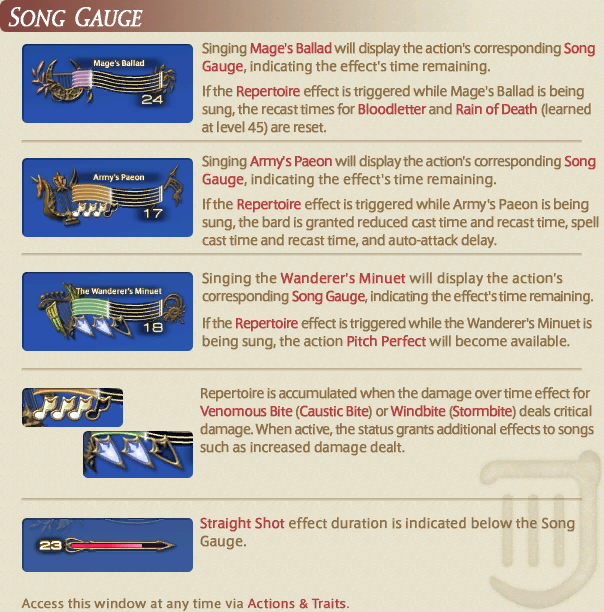 SONG GAUGE
Mage's Ballad
24
Singing Mage's Ballad will display the action's corresponding Song
Gauge, indicating the effect's time remaining.
If the Repertoire effect is triggered while Mage's Ballad is being
sung, the recast times for Bloodletter and Rain of Death (learned
at level 45) are reset.
Army's Paeon
17
Singing Army's Paeon will display the action's corresponding Song
Gauge, indicating the effect's time remaining.
If the Repertoire effect is triggered while Army's Paeon is being
sung, the bard is granted reduced cast time and recast time, spell
cast time and recast time, and auto-attack delay.
The Wanderer's Minuet
18
Singing the Wanderer's Minuet will display the action's
corresponding Song Gauge, indicating the effect's time remaining.
If the Repertoire effect is triggered while the Wanderer's Minuet is
being sung, the action Pitch Perfect will become available.
Repertoire is accumulated when the damage over time effect for
Venomous Bite (Caustic Bite) or Windbite (Stormbite) deals critical
damage. When active, the status grants additional effects to songs
such as increased damage dealt.
23
Straight Shot effect duration is indicated below the Song
Gauge.
Access this window at any time via Actions & Traits.